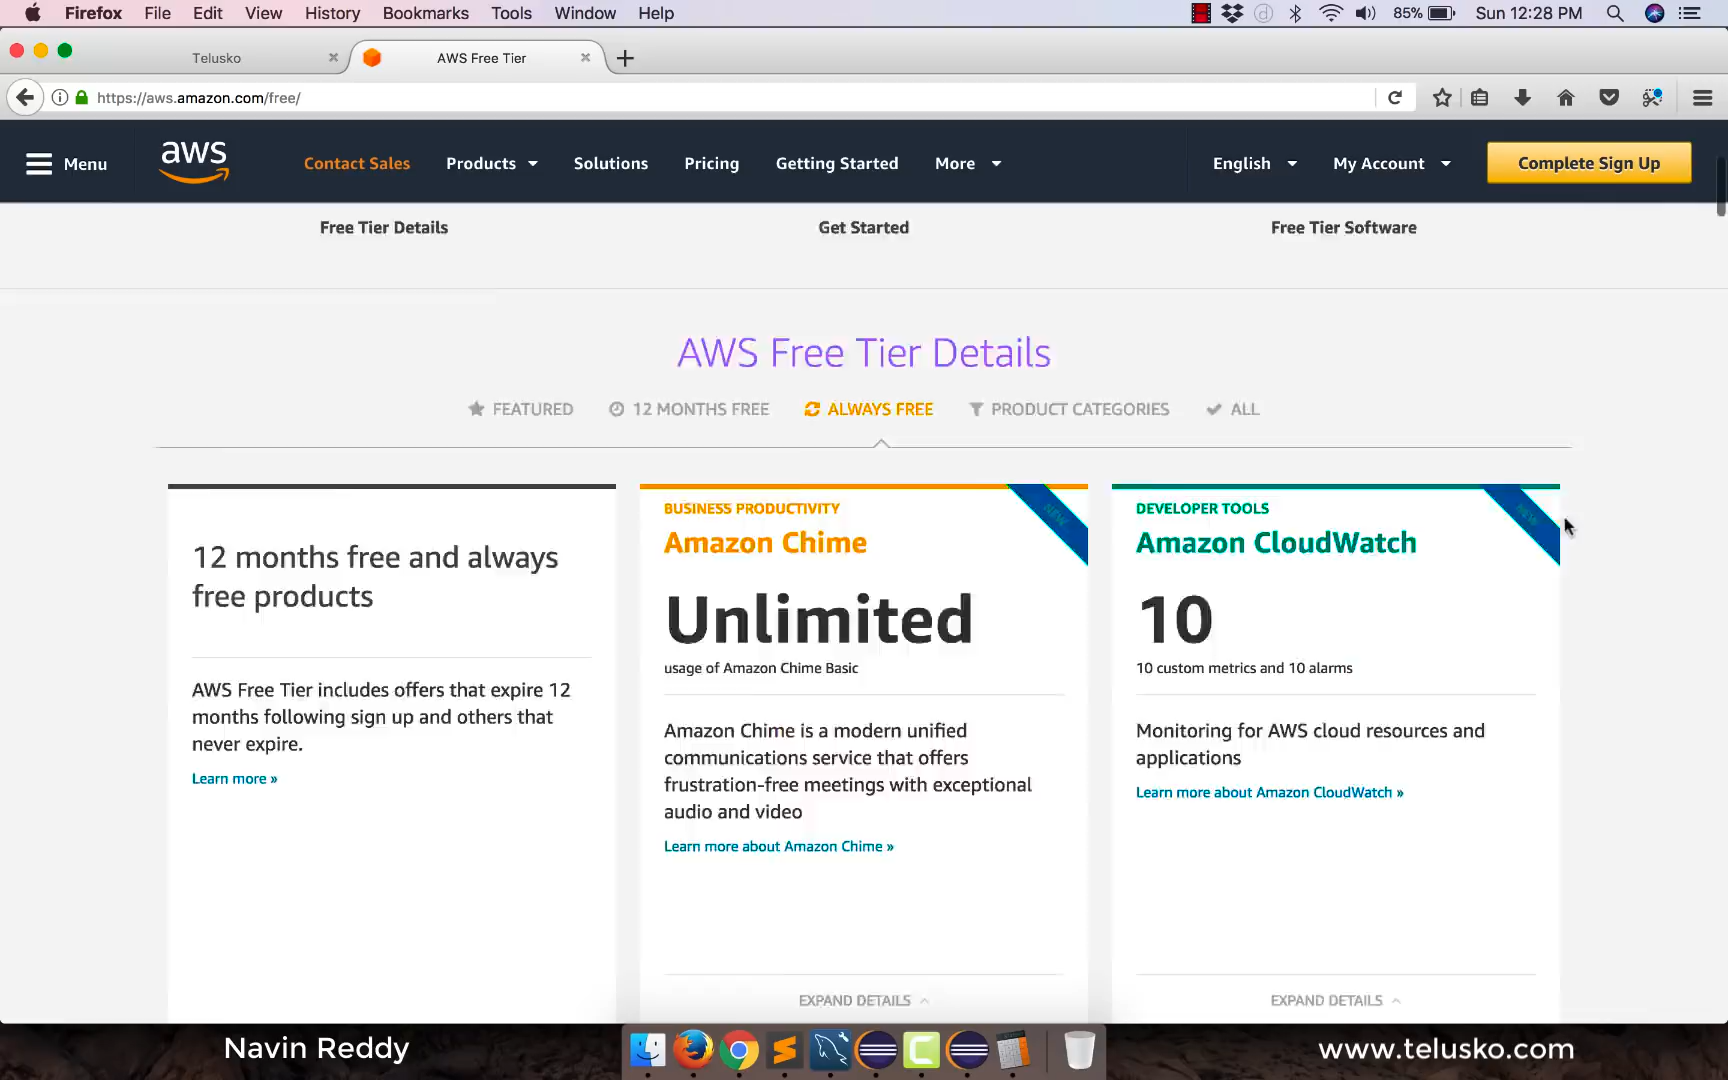 Firefox File Edit View History Bookmarks Tools Window Help 85% Sun 12:28 PM
Telusko
AWS Free Tier
https://aws.amazon.com/free/
Menu
aws
Contact Sales
Products
Solutions
Pricing
Getting Started
More
English
My Account
Complete Sign Up
Free Tier Details
Get Started
Free Tier Software
AWS Free Tier Details
FEATURED
12 MONTHS FREE
ALWAYS FREE
PRODUCT CATEGORIES
ALL
12 months free and always
free products
AWS Free Tier includes offers that expire 12
months following sign up and others that
never expire.
Learn more »
BUSINESS PRODUCTIVITY
NEW
Amazon Chime
Unlimited
usage of Amazon Chime Basic
Amazon Chime is a modern unified
communications service that offers
frustration-free meetings with exceptional
audio and video
Learn more about Amazon Chime »
EXPAND DETAILS
DEVELOPER TOOLS
NEW
Amazon CloudWatch
10
10 custom metrics and 10 alarms
Monitoring for AWS cloud resources and
applications
Learn more about Amazon CloudWatch »
EXPAND DETAILS
Navin Reddy
www.telusko.com